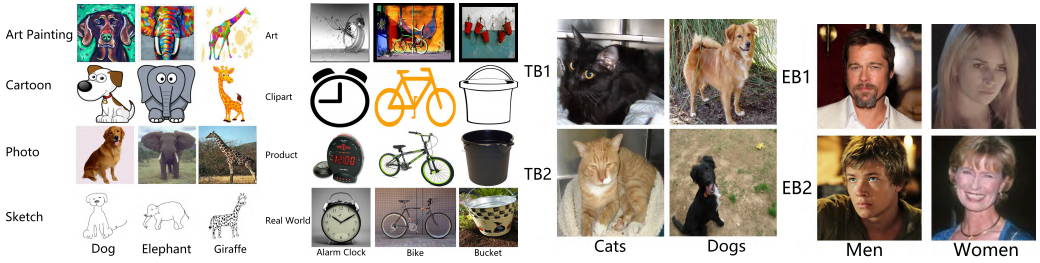 Art Painting
Cartoon
Photo
Sketch
Dog Elephant Giraffe
Art
Clipart
Product
Real World
Alarm Clock Bike Bucket
TB1
TB2
Cats Dogs
EB1
EB2
Men Women